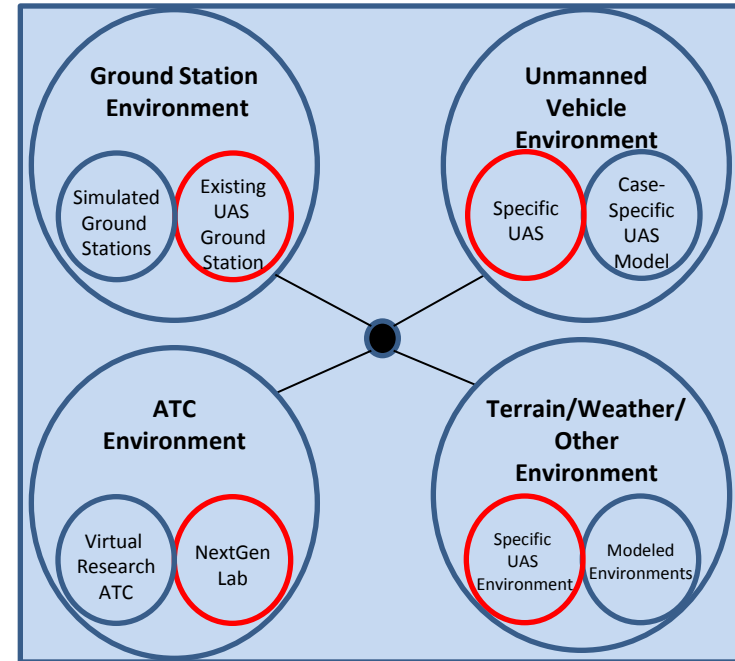 Ground Station
Environment
Simulated
Ground
Stations
Existing
UAS
Ground
Station
Unmanned
Vehicle
Environment
Specific
UAS
Case-
Specific
UAS
Model
ATC
Environment
Virtual
Research
ATC
NextGen
Lab
Terrain/Weather/
Other
Environment
Specific
UAS
Environment
Modeled
Environments